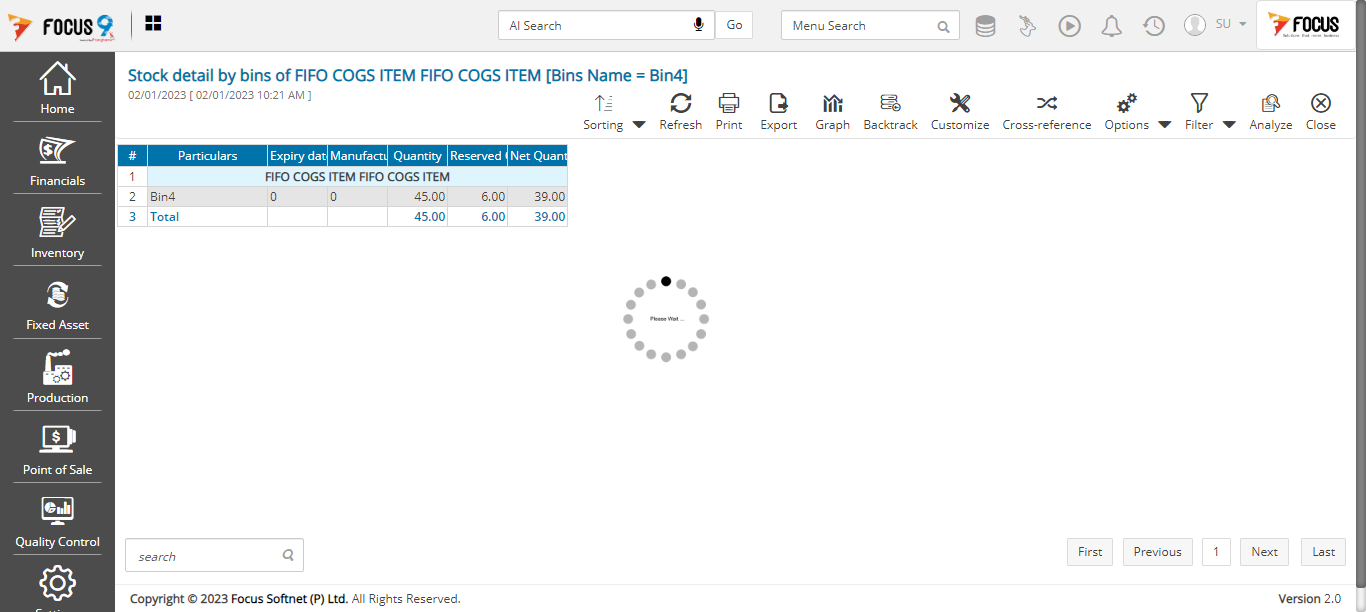 FOCUS 9
AI Search
Go
Menu Search
SU
FOCUS
Home
Financials
Inventory
Fixed Asset
Production
Point of Sale
Quality Control
Stock detail by bins of FIFO COGS ITEM FIFO COGS ITEM [Bins Name = Bin4]
02/01/2023 [ 02/01/2023 10:21 AM ]
Sorting Refresh Print Export Graph Backtrack Customize Cross-reference Options Filter Analyze Close
# Particulars Expiry dat Manufactu Quantity Reserved Net Quant
1 FIFO COGS ITEM FIFO COGS ITEM
2 Bin4 0 0 45.00 6.00 39.00
3 Total 45.00 6.00 39.00
Please Wait ...
search
First Previous 1 Next Last
Copyright © 2023 Focus Softnet (P) Ltd. All Rights Reserved.
Version 2.0